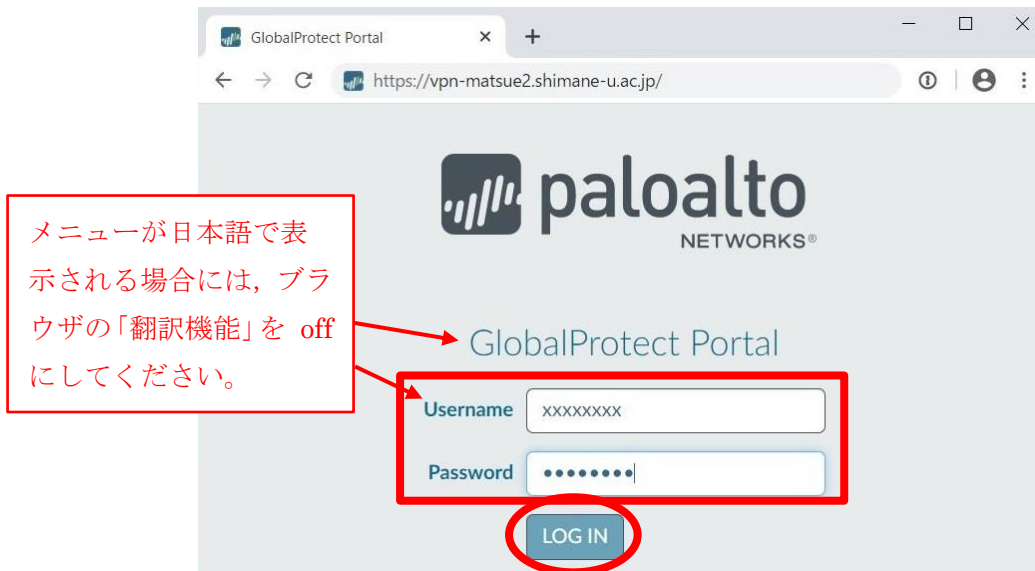 GlobalProtect Portal
https://vpn-matsue2.shimane-u.ac.jp/
paloalto
NETWORKS®
メニューが日本語で表
示される場合には, ブラ
ウザの「翻訳機能」を off
にしてください。
GlobalProtect Portal
Username xxxxxxxx
Password ••••••••
LOG IN